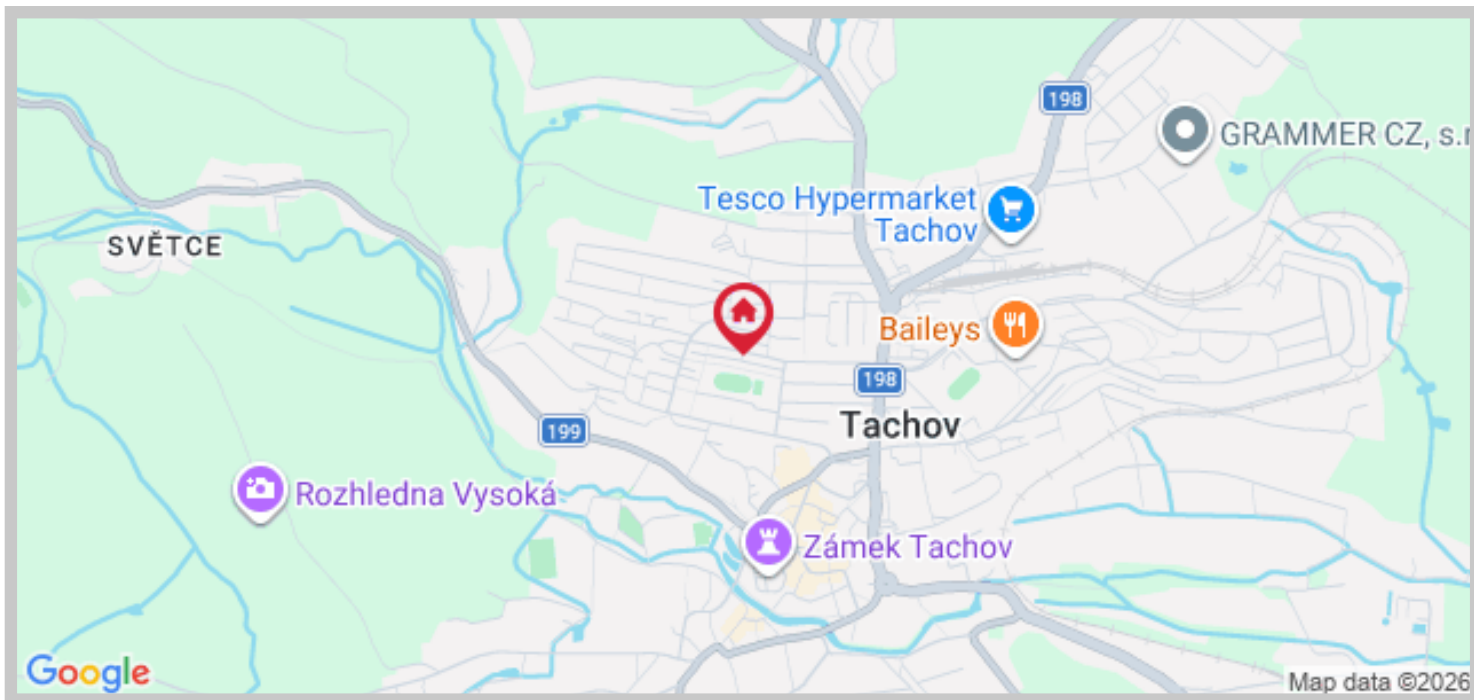 198
GRAMMER CZ, s.r
Tesco Hypermarket
Tachov
SVĚTCE
Baileys
198
Tachov
199
Rozhledna Vysoká
Zámek Tachov
Google
Map data ©2026